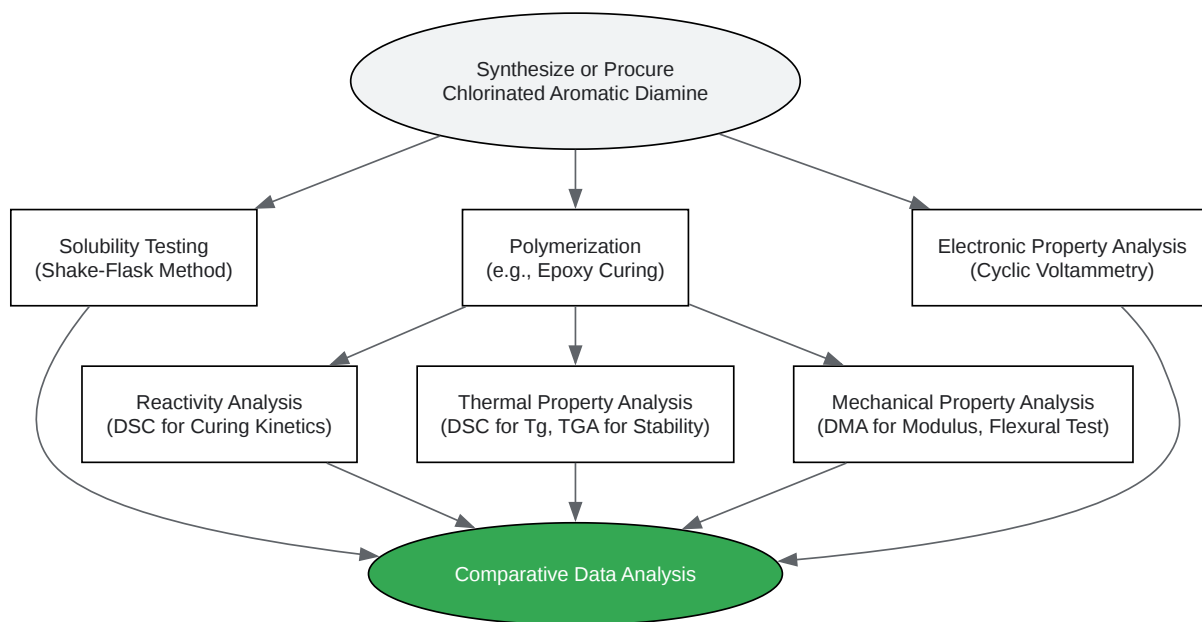 Synthesize or Procure
Chlorinated Aromatic Diamine
Solubility Testing
(Shake-Flask Method)
Polymerization
(e.g., Epoxy Curing)
Electronic Property Analysis
(Cyclic Voltammetry)
Reactivity Analysis
(DSC for Curing Kinetics)
Thermal Property Analysis
(DSC for Tg, TGA for Stability)
Mechanical Property Analysis
(DMA for Modulus, Flexural Test)
Comparative Data Analysis